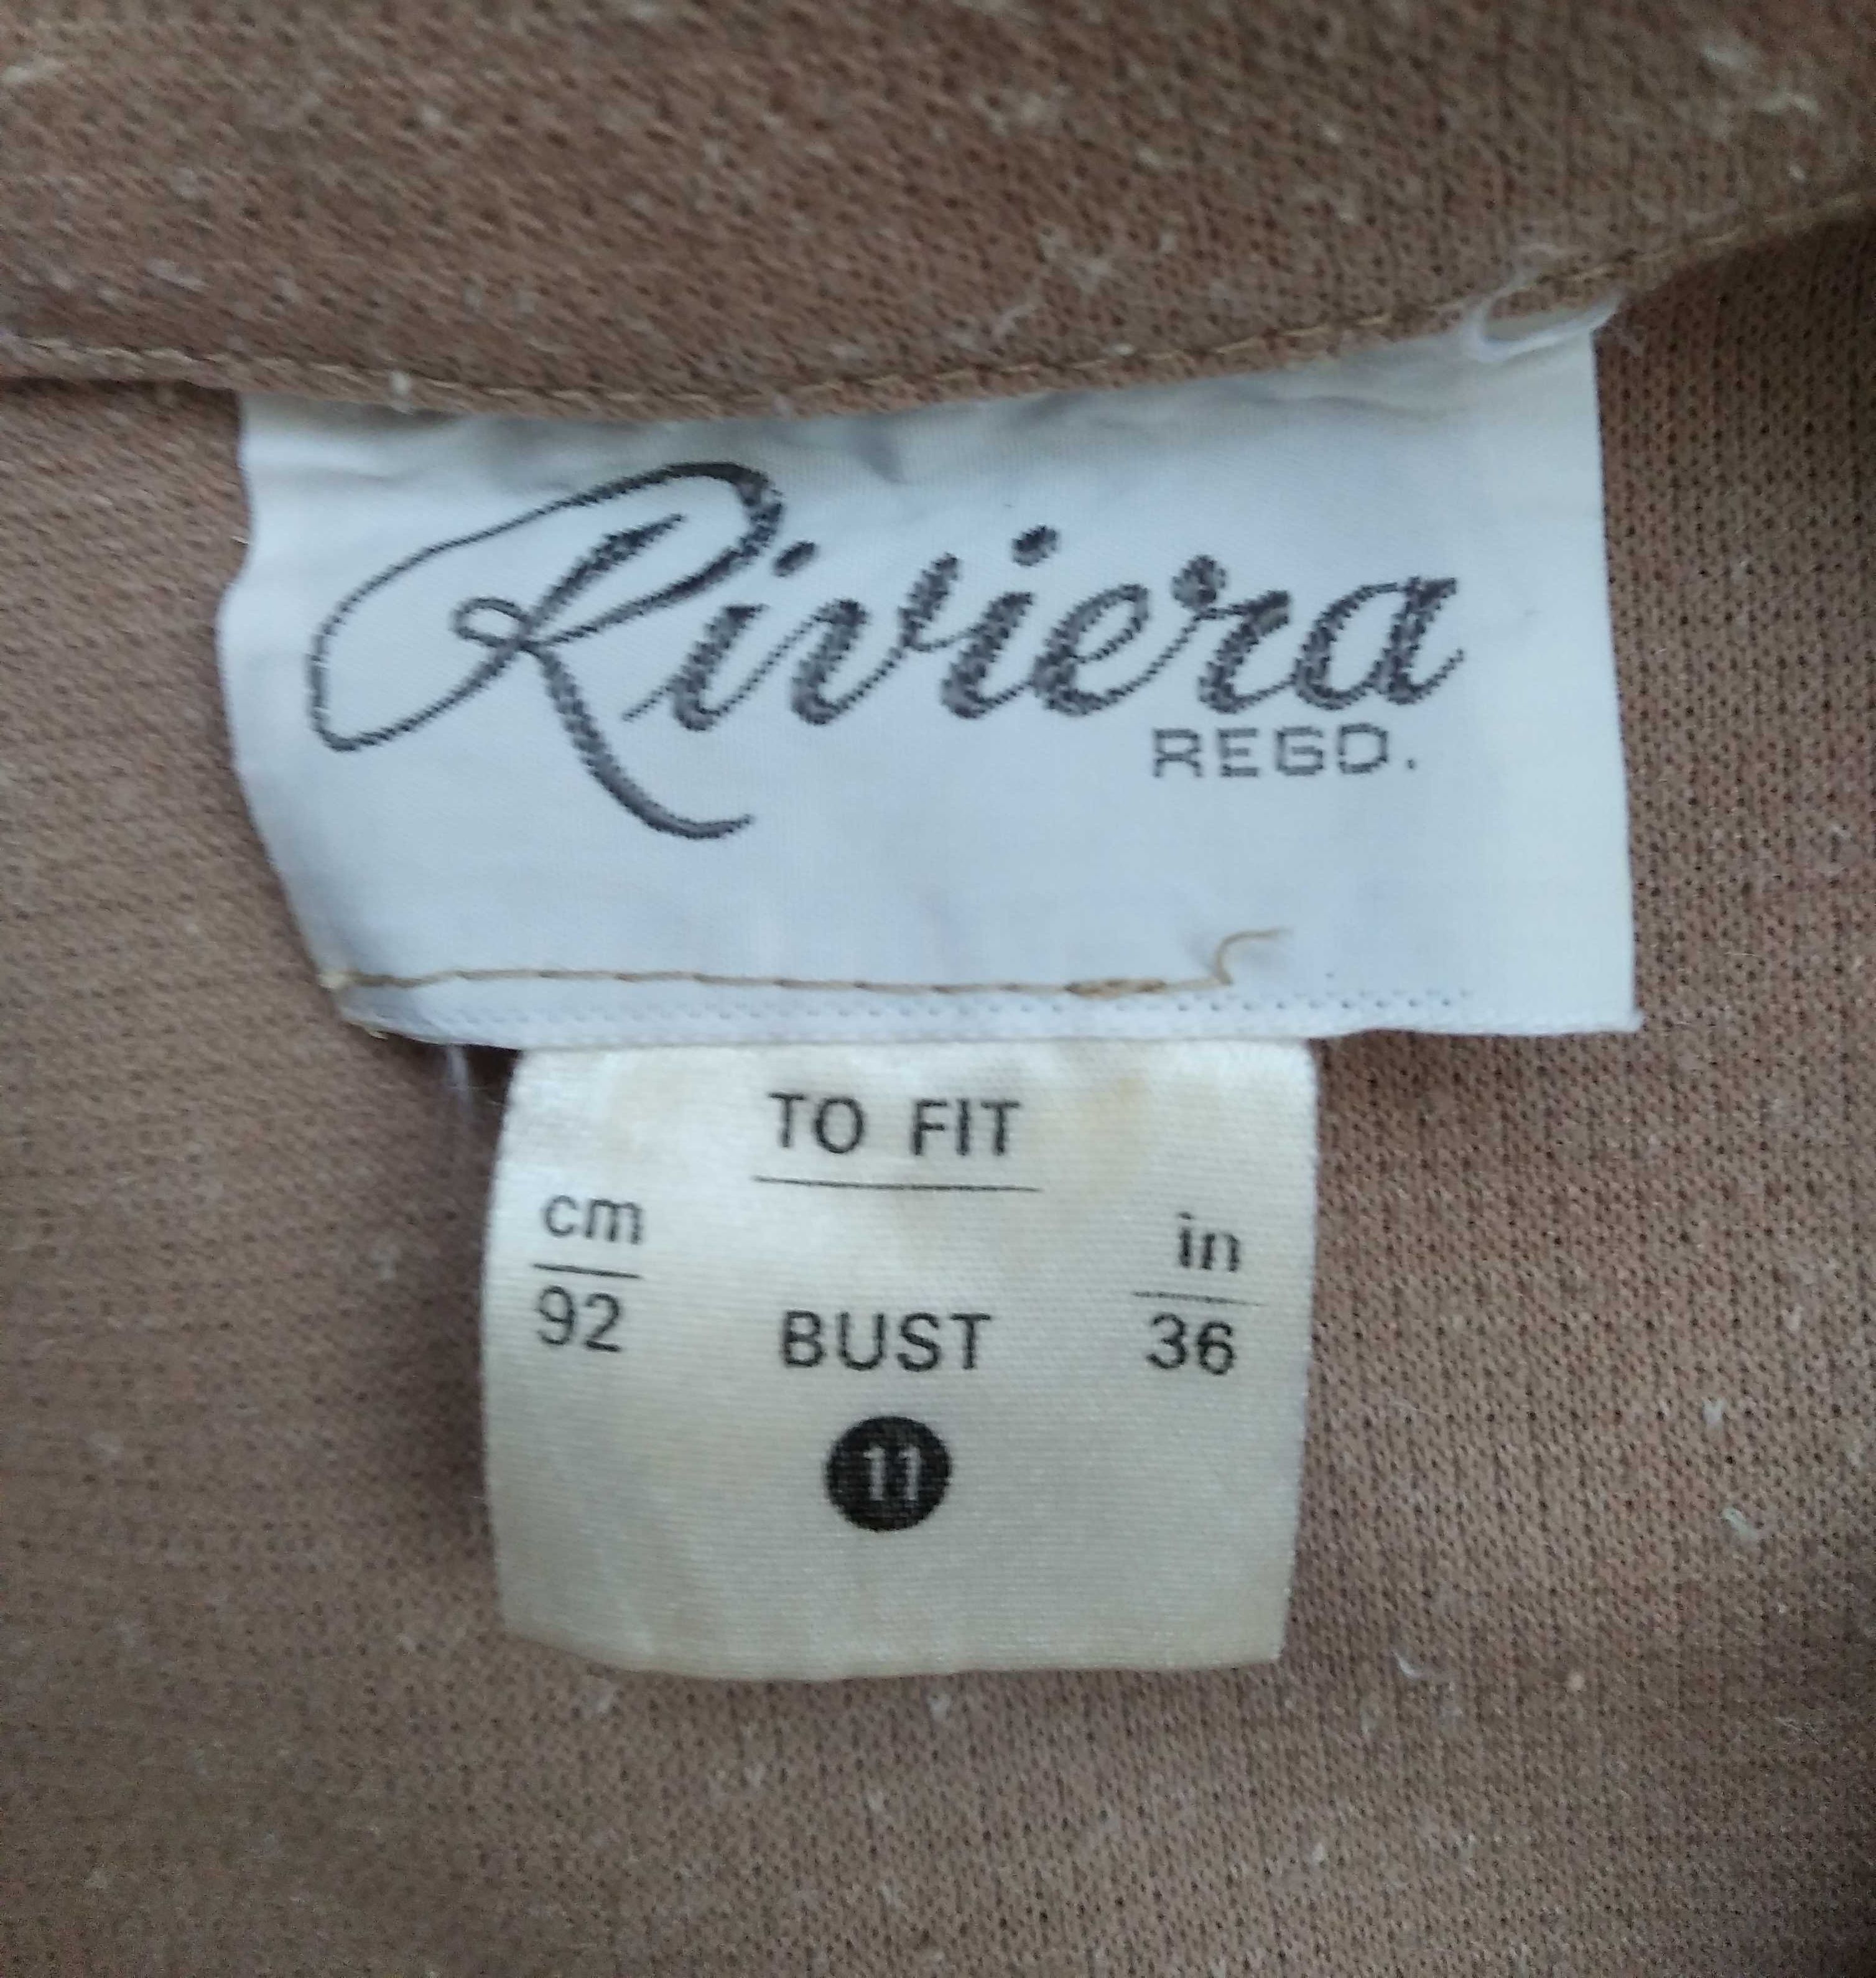 Riviera
REGD.
TO FIT
cm in
92 BUST 36
11